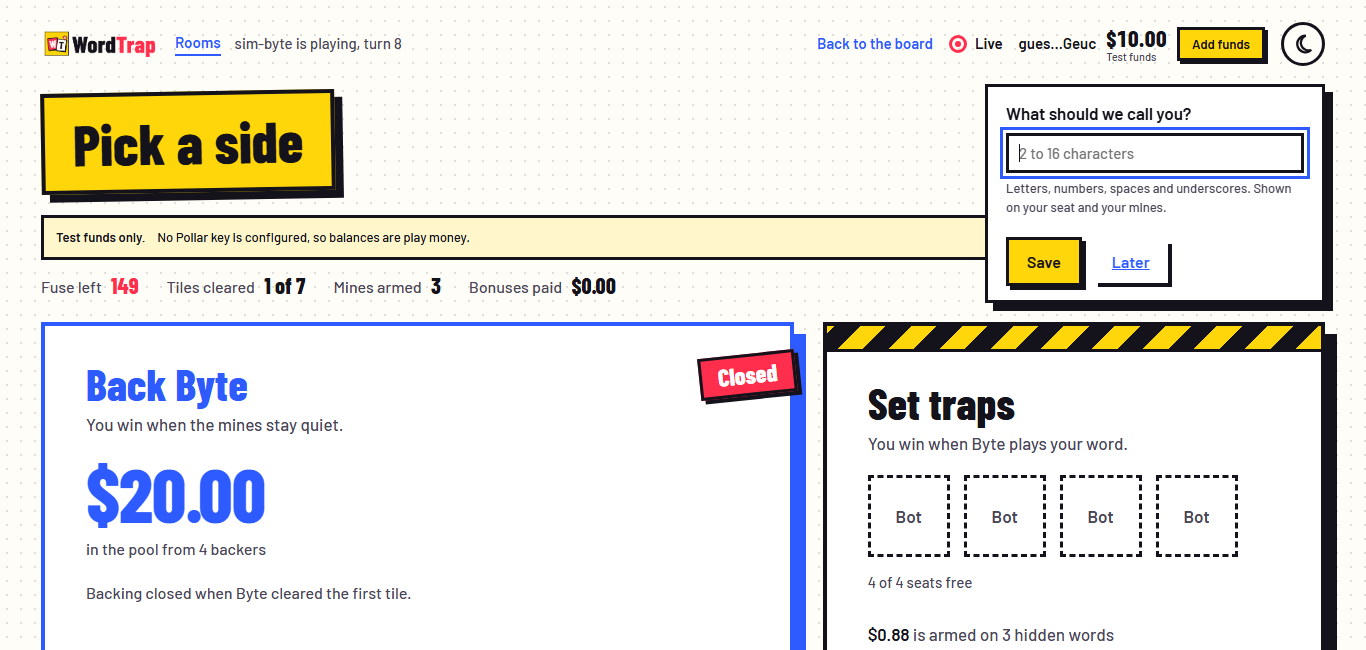 WT WordTrap
Rooms
sim-byte is playing, turn 8
Back to the board
Live
gues...Geuc
$10.00
Test funds
Add funds
Pick a side
What should we call you?
2 to 16 characters
Letters, numbers, spaces and underscores. Shown
on your seat and your mines.
Save
Later
Test funds only. No Pollar key is configured, so balances are play money.
Fuse left 149
Tiles cleared 1 of 7
Mines armed 3
Bonuses paid $0.00
Back Byte
Closed
You win when the mines stay quiet.
$20.00
in the pool from 4 backers
Backing closed when Byte cleared the first tile.
Set traps
You win when Byte plays your word.
Bot
Bot
Bot
Bot
4 of 4 seats free
$0.88 is armed on 3 hidden words